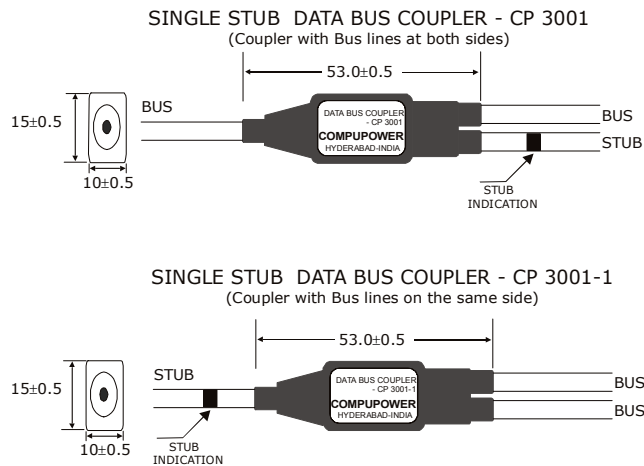 SINGLE STUB DATA BUS COUPLER - CP 3001
(Coupler with Bus lines at both sides)
53.0±0.5
15±0.5
10±0.5
BUS
DATA BUS COUPLER
- CP 3001
COMPUPOWER
HYDERABAD-INDIA
BUS
STUB
STUB
INDICATION
SINGLE STUB DATA BUS COUPLER - CP 3001-1
(Coupler with Bus lines on the same side)
53.0±0.5
15±0.5
10±0.5
STUB
STUB
INDICATION
DATA BUS COUPLER
- CP 3001-1
COMPUPOWER
HYDERABAD-INDIA
BUS
BUS